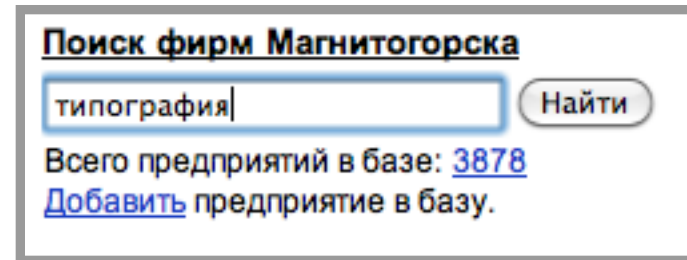 Поиск фирм Магнитогорска
типография Найти
Всего предприятий в базе: 3878
Добавить предприятие в базу.